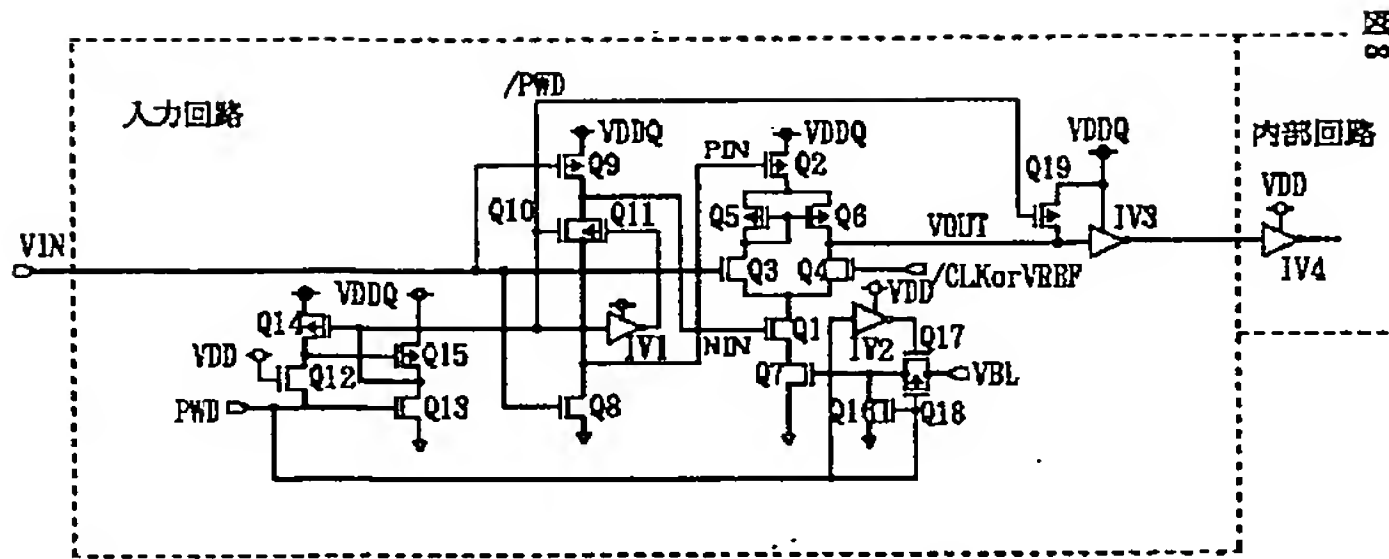 図8
入力回路
内部回路
/PWD
VDDQ
VDDQ
VDDQ
VDD
PIN
Q9
Q2
Q19
Q10
Q11
Q5
Q6
IV3
VOUT
VIN
Q3
Q4
/CLKorVREF
IV4
VDDQ
VDD
Q14
Q1
Q17
IV1
NIN
IV2
VDD
Q15
Q12
Q7
VBL
PWD
Q13
Q8
Q16
Q18